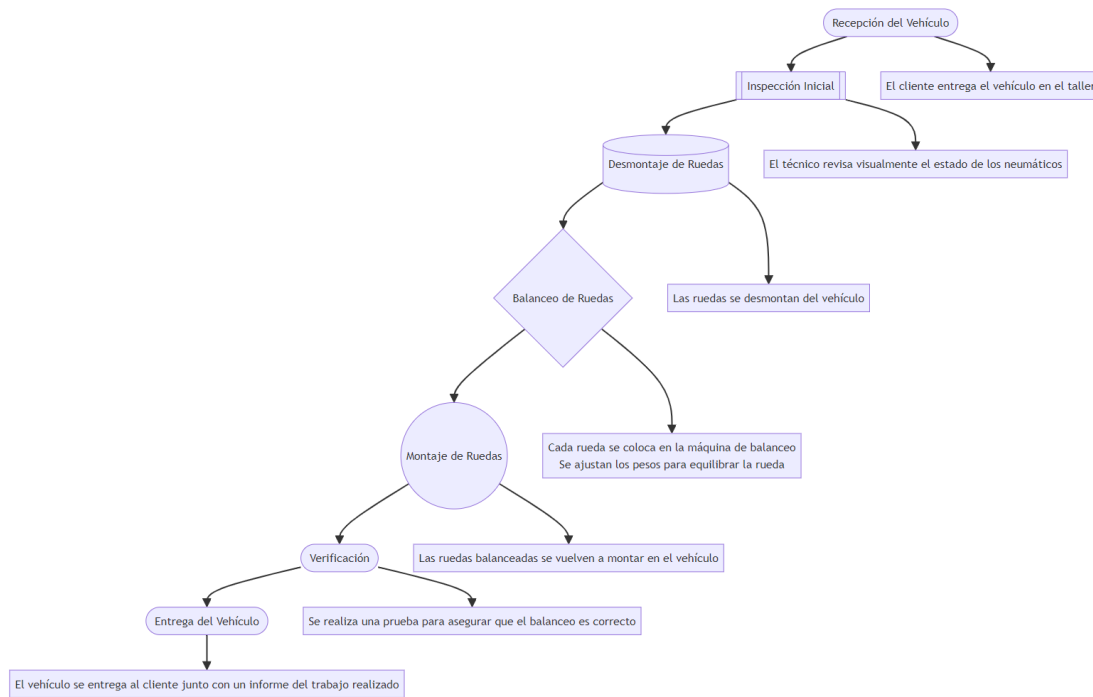 Recepción del Vehículo
Inspección Inicial
El cliente entrega el vehículo en el taller
Desmontaje de Ruedas
El técnico revisa visualmente el estado de los neumáticos
Balanceo de Ruedas
Las ruedas se desmontan del vehículo
Montaje de Ruedas
Cada rueda se coloca en la máquina de balanceo
Se ajustan los pesos para equilibrar la rueda
Verificación
Las ruedas balanceadas se vuelven a montar en el vehículo
Entrega del Vehículo
Se realiza una prueba para asegurar que el balanceo es correcto
El vehículo se entrega al cliente junto con un informe del trabajo realizado